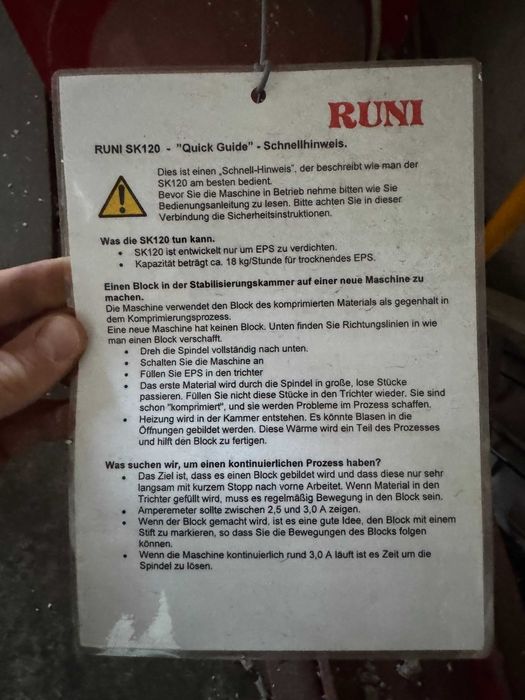 RUNI
RUNI SK120 - "Quick Guide" - Schnellhinweis.
Dies ist einen „Schnell-Hinweis", der beschreibt wie man der
SK120 am besten bedient.
Bevor Sie die Maschine in Betrieb nehme bitten wie Sie
Bedienungsanleitung zu lesen. Bitte achten Sie in dieser
Verbindung die Sicherheitsinstruktionen.
Was die SK120 tun kann.
• SK120 ist entwickelt nur um EPS zu verdichten.
• Kapazität beträgt ca. 18 kg/Stunde für trocknendes EPS.
Einen Block in der Stabilisierungskammer auf einer neue Maschine zu
machen.
Die Maschine verwendet den Block des komprimierten Materials als gegenhalt in
dem Komprimierungsprozess.
Eine neue Maschine hat keinen Block. Unten finden Sie Richtungslinien in wie
man einen Block verschafft.
• Dreh die Spindel vollständig nach unten.
• Schalten Sie die Maschine an
• Füllen Sie EPS in den trichter
• Das erste Material wird durch die Spindel in große, lose Stücke
passieren. Füllen Sie nicht diese Stücke in den Trichter wieder. Sie sind
schon "komprimiert", und sie werden Probleme im Prozess schaffen.
• Heizung wird in der Kammer entstehen. Es könnte Blasen in die
Öffnungen gebildet werden. Diese Wärme wird ein Teil des Prozesses
und hilft den Block zu fertigen.
Was suchen wir, um einen kontinuierlichen Prozess haben?
• Das Ziel ist, dass es einen Block gebildet wird und dass diese nur sehr
langsam mit kurzem Stopp nach vorne Arbeitet. Wenn Material in den
Trichter gefüllt wird, muss es regelmäßig Bewegung in den Block sein.
• Amperemeter sollte zwischen 2,5 und 3,0 A zeigen.
• Wenn der Block gemacht wird, ist es eine gute Idee, den Block mit einem
Stift zu markieren, so dass Sie die Bewegungen des Blocks folgen
können.
• Wenn die Maschine kontinuierlich rund 3,0 A läuft ist es Zeit um die
Spindel zu lösen.